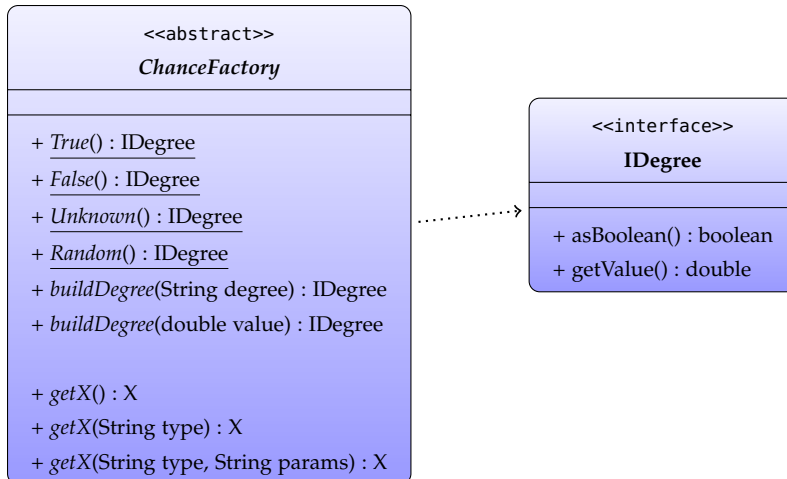 <<abstract>>
ChanceFactory
+ True() : IDegree
+ False() : IDegree
+ Unknown() : IDegree
+ Random() : IDegree
+ buildDegree(String degree) : IDegree
+ buildDegree(double value) : IDegree
+ getX() : X
+ getX(String type) : X
+ getX(String type, String params) : X
<<interface>>
IDegree
+ asBoolean() : boolean
+ getValue() : double